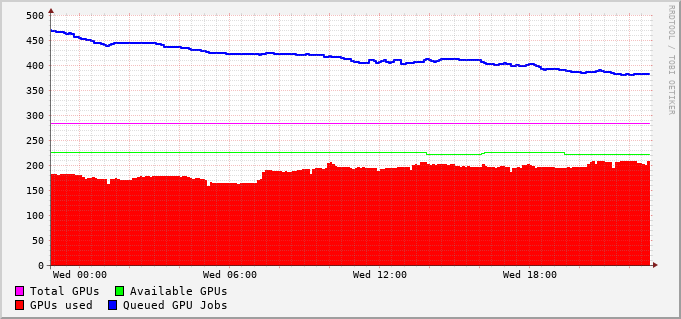 500
450
400
350
300
250
200
150
100
50
0
Wed 00:00 Wed 06:00 Wed 12:00 Wed 18:00
Total GPUs Available GPUs
GPUs used Queued GPU Jobs
RRDTOOL / TOBI OETIKER